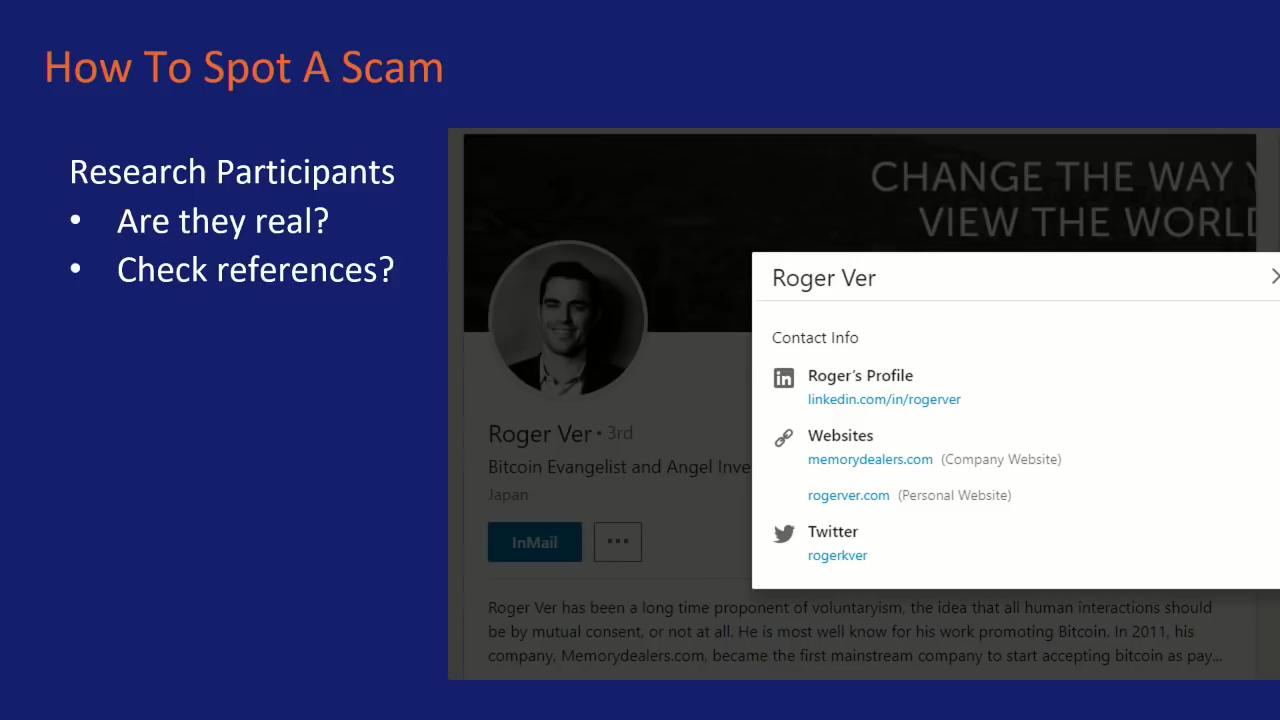 How To Spot A Scam
Research Participants
• Are they real?
• Check references?
CHANGE THE WAY
VIEW THE WORLD
Roger Ver
Contact Info
Roger's Profile
linkedin.com/in/rogerver
Websites
memorydealers.com (Company Website)
rogerver.com (Personal Website)
Twitter
rogerkver
Roger Ver • 3rd
Bitcoin Evangelist and Angel Inve
Japan
InMail
Roger Ver has been a long time proponent of voluntaryism, the idea that all human interactions should
be by mutual consent, or not at all. He is most well know for his work promoting Bitcoin. In 2011, his
company, Memorydealers.com, became the first mainstream company to start accepting bitcoin as pay...